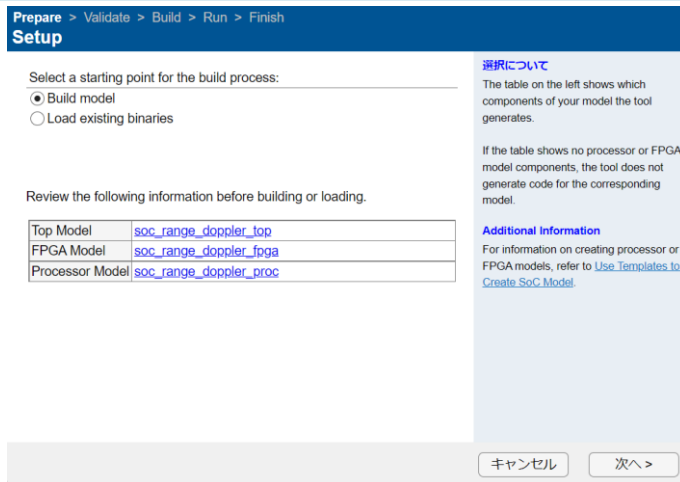 Prepare > Validate > Build > Run > Finish
Setup
Select a starting point for the build process:
Build model
Load existing binaries
Review the following information before building or loading.
Top Model soc_range_doppler_top
FPGA Model soc_range_doppler_fpga
Processor Model soc_range_doppler_proc
選択について
The table on the left shows which
components of your model the tool
generates.
If the table shows no processor or FPGA
model components, the tool does not
generate code for the corresponding
model.
Additional Information
For information on creating processor or
FPGA models, refer to Use Templates to
Create SoC Model.
キャンセル
次へ >